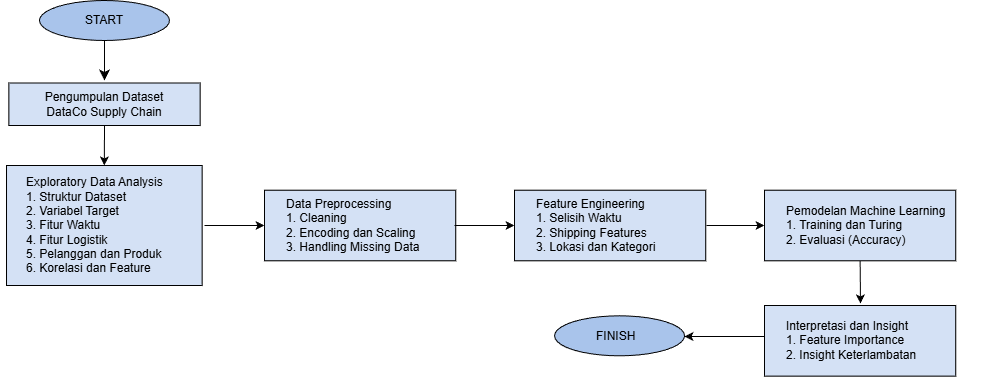 START
Pengumpulan Dataset
DataCo Supply Chain
Exploratory Data Analysis
1. Struktur Dataset
2. Variabel Target
3. Fitur Waktu
4. Fitur Logistik
5. Pelanggan dan Produk
6. Korelasi dan Feature
Data Preprocessing
1. Cleaning
2. Encoding dan Scaling
3. Handling Missing Data
Feature Engineering
1. Selisih Waktu
2. Shipping Features
3. Lokasi dan Kategori
Pemodelan Machine Learning
1. Training dan Turing
2. Evaluasi (Accuracy)
Interpretasi dan Insight
1. Feature Importance
2. Insight Keterlambatan
FINISH